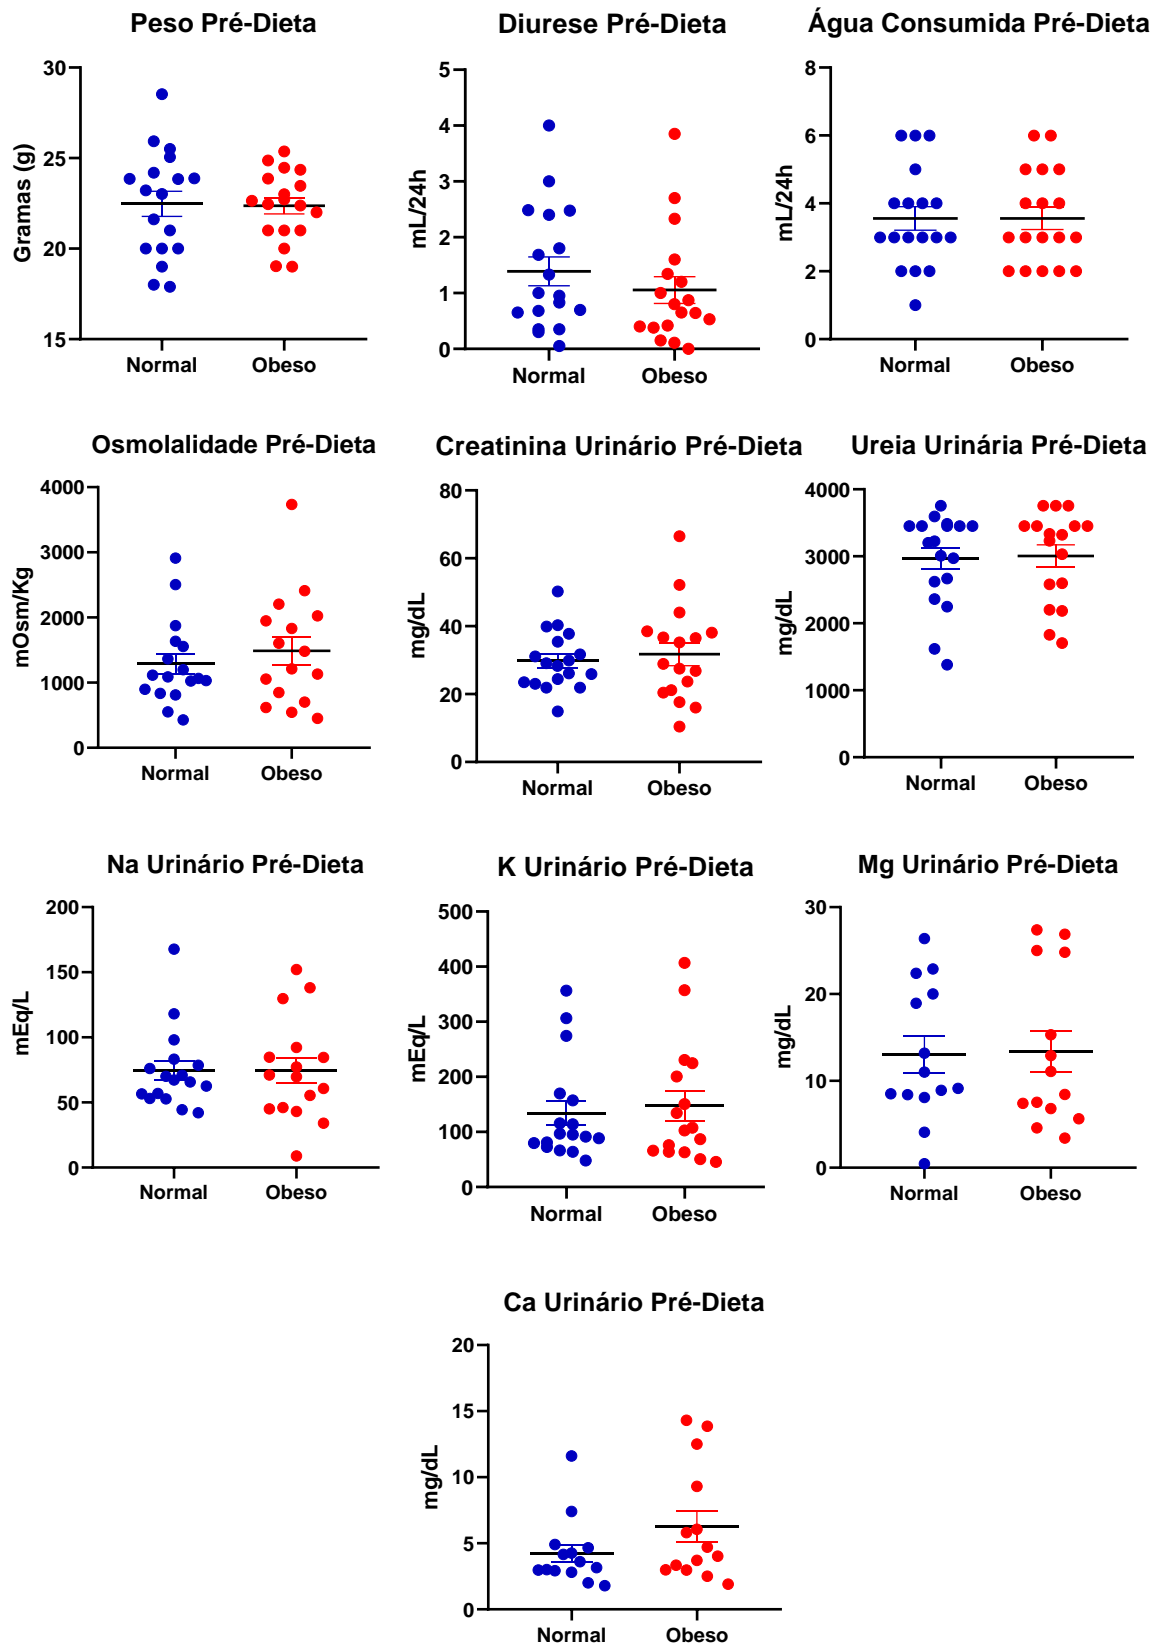 Peso Pré-Dieta
Gramas (g)
30
25
20
15
Normal Obeso
Diurese Pré-Dieta
mL/24h
5
4
3
2
1
0
Normal Obeso
Água Consumida Pré-Dieta
mL/24h
8
6
4
2
0
Normal Obeso
Osmolalidade Pré-Dieta
mOsm/Kg
4000
3000
2000
1000
0
Normal Obeso
Creatinina Urinário Pré-Dieta
mg/dL
80
60
40
20
0
Normal Obeso
Ureia Urinária Pré-Dieta
mg/dL
4000
3000
2000
1000
0
Normal Obeso
Na Urinário Pré-Dieta
mEq/L
200
150
100
50
0
Normal Obeso
K Urinário Pré-Dieta
mEq/L
500
400
300
200
100
0
Normal Obeso
Mg Urinário Pré-Dieta
mg/dL
30
20
10
0
Normal Obeso
Ca Urinário Pré-Dieta
mg/dL
20
15
10
5
0
Normal Obeso